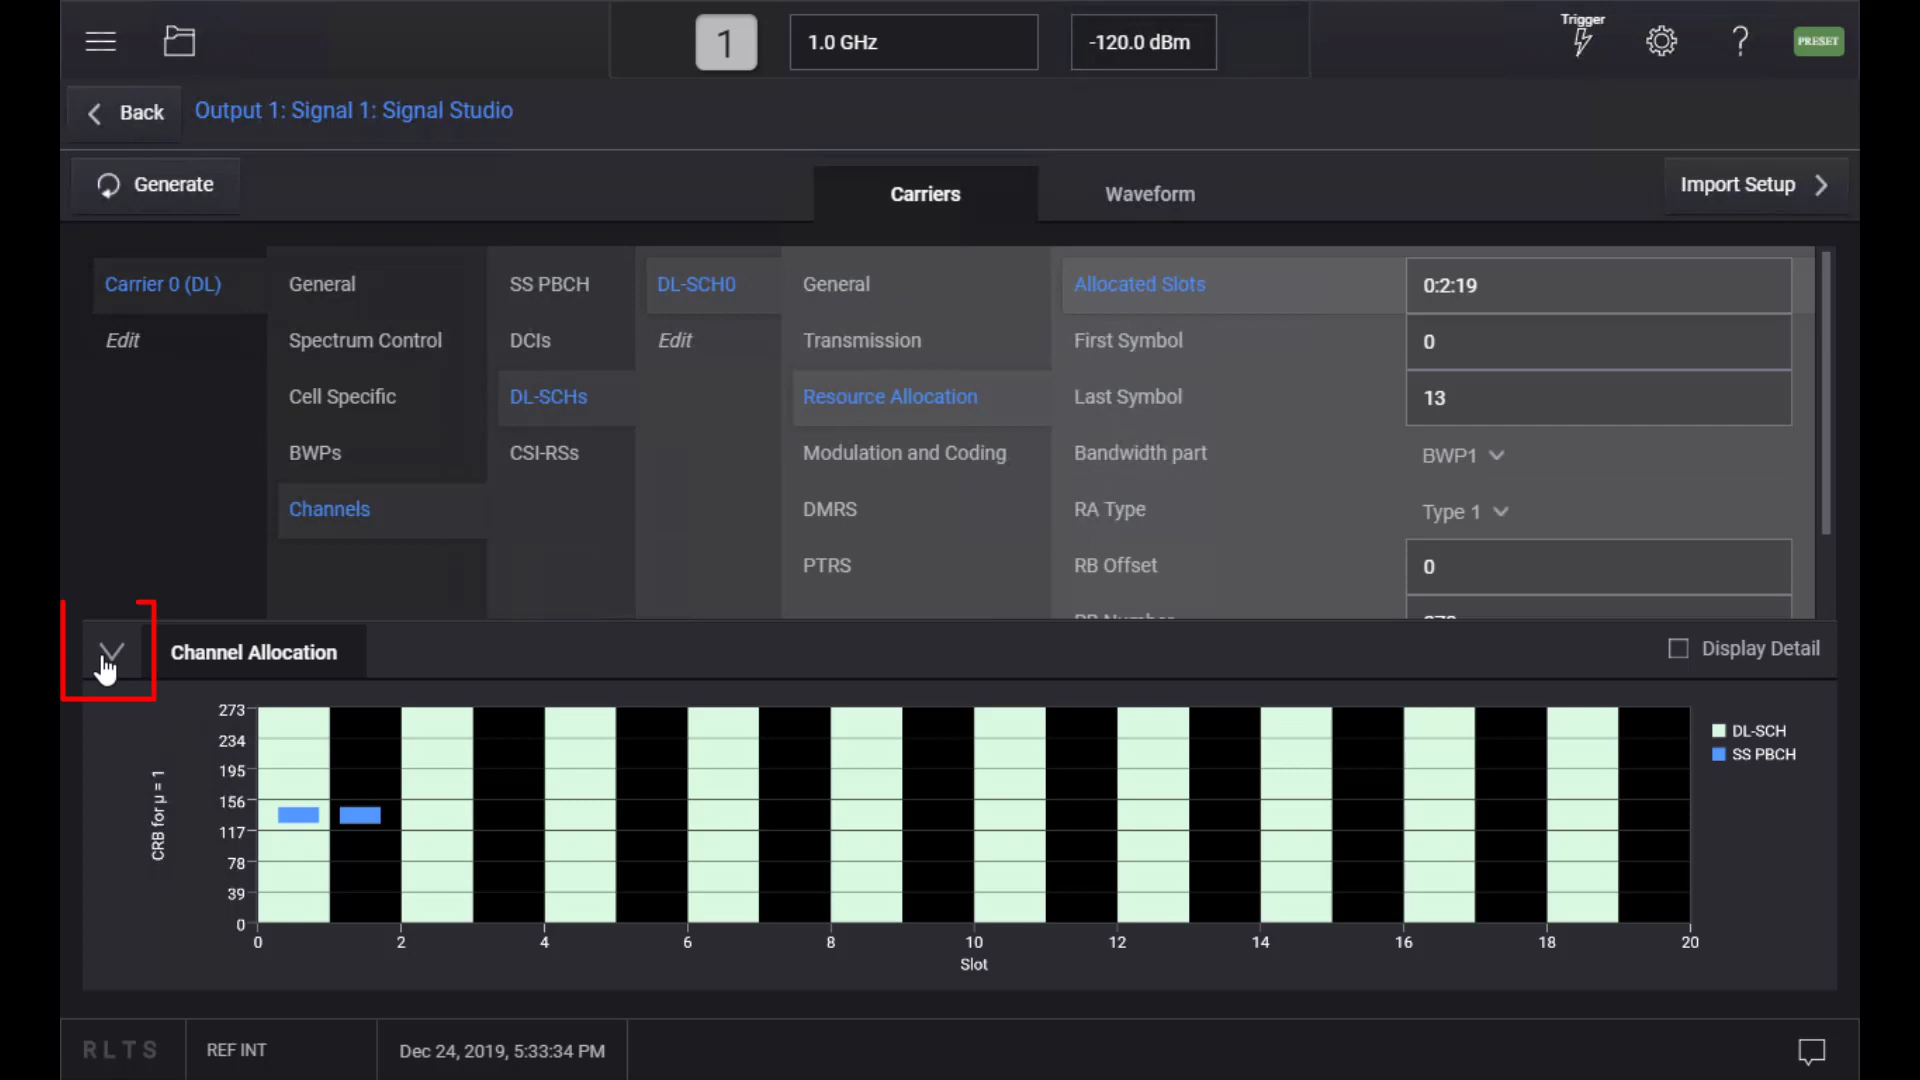 1
1.0 GHz
-120.0 dBm
Trigger
?
PRESET
Back
Output 1: Signal 1: Signal Studio
Generate
Carriers
Waveform
Import Setup
Carrier 0 (DL)
General
SS PBCH
DL-SCH0
General
Allocated Slots
0:2:19
Edit
Spectrum Control
DCIs
Edit
Transmission
First Symbol
0
Cell Specific
DL-SCHs
Resource Allocation
Last Symbol
13
BWPs
CSI-RSs
Modulation and Coding
Bandwidth part
BWP1
Channels
DMRS
RA Type
Type 1
PTRS
RB Offset
0
Channel Allocation
Display Detail
273
234
195
156
117
78
39
0
CRB for μ = 1
DL-SCH
SS PBCH
0
2
4
6
8
10
12
14
16
18
20
Slot
RLTS
REF INT
Dec 24, 2019, 5:33:34 PM